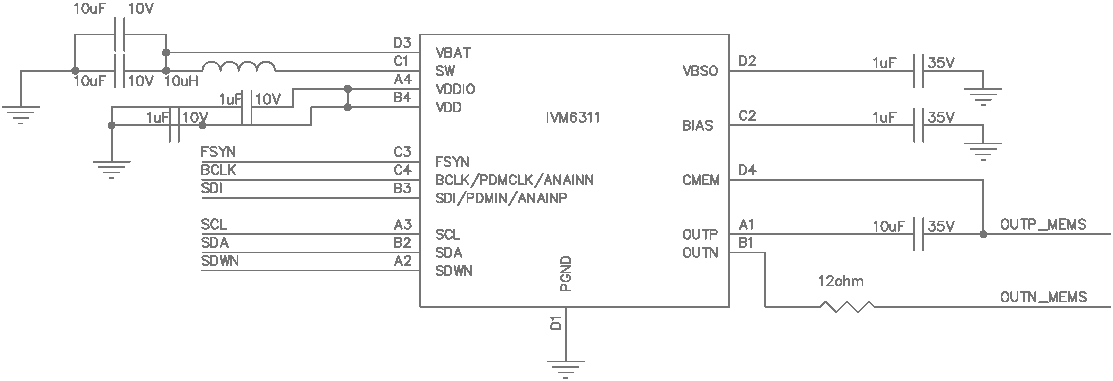 10uF 10V
D3 VBAT
10uF 10V 10uH C1 SW
A4 VDDIO
1uF 10V B4 VDD
1uF 10V
FSYN C3 FSYN
BCLK C4 BCLK/PDMCLK/ANAINN
SDI B3 SDI/PDMIN/ANAINP
SCL A3 SCL
SDA B2 SDA
SDWN A2 SDWN
IVM6311
PGND
D1
VBSO D2 1uF 35V
BIAS C2 1uF 35V
CMEM D4
OUTP A1 10uF 35V OUTP_MEMS
OUTN B1
12ohm OUTN_MEMS